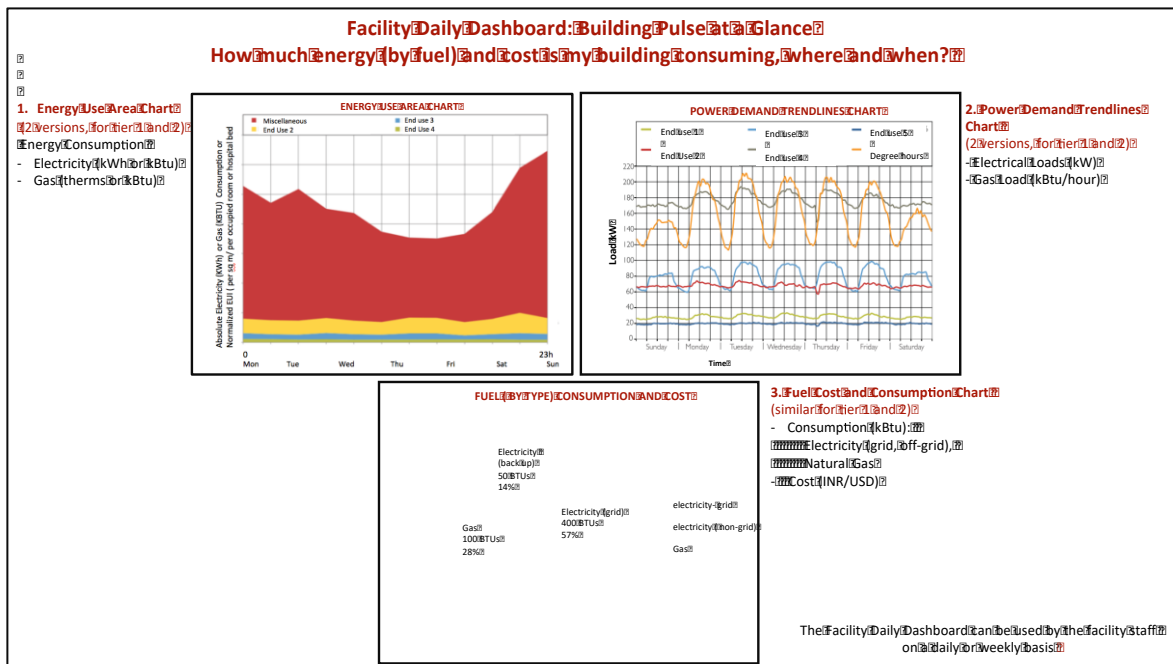 Facility Daily Dashboard: Building Pulse at a Glance
How much energy (by fuel) and cost is my building consuming, where and when?
1. Energy Use Area Chart
(2 versions, for tier 1 and 2)
Energy Consumption
- Electricity (kWh or kBtu)
- Gas (therms or kBtu)
ENERGY USE AREA CHART
Miscellaneous
End use 3
End Use 2
End Use 4
Absolute Electricity (KWh) or Gas (KBTU) Consumption or
Normalized EUI ( per sq m/ per occupied room or hospital bed
0
23h
Mon Tue Wed Thu Fri Sat Sun
POWER DEMAND TRENDLINES CHART
End use 1
End use 3
End use 5
End Use 2
End use 4
Degree hours
Load kW
220
200
180
160
140
120
100
80
60
40
20
0
Sunday Monday Tuesday Wednesday Thursday Friday Saturday
Time
2. Power Demand Trendlines
Chart
(2 versions, for tier 1 and 2)
- Electrical Loads (kW)
- Gas Load (kBtu/hour)
FUEL (BY TYPE) CONSUMPTION AND COST
Electricity
(back up)
50 BTUs
14%
Electricity (grid)
400 BTUs
57%
Gas
100 BTUs
28%
electricity- grid
electricity (non-grid)
Gas
3. Fuel Cost and Consumption Chart
(similar for tier 1 and 2)
- Consumption (kBtu):
Electricity (grid, off-grid),
Natural Gas
- Cost (INR/USD)
The Facility Daily Dashboard can be used by the facility staff
on a daily or weekly basis